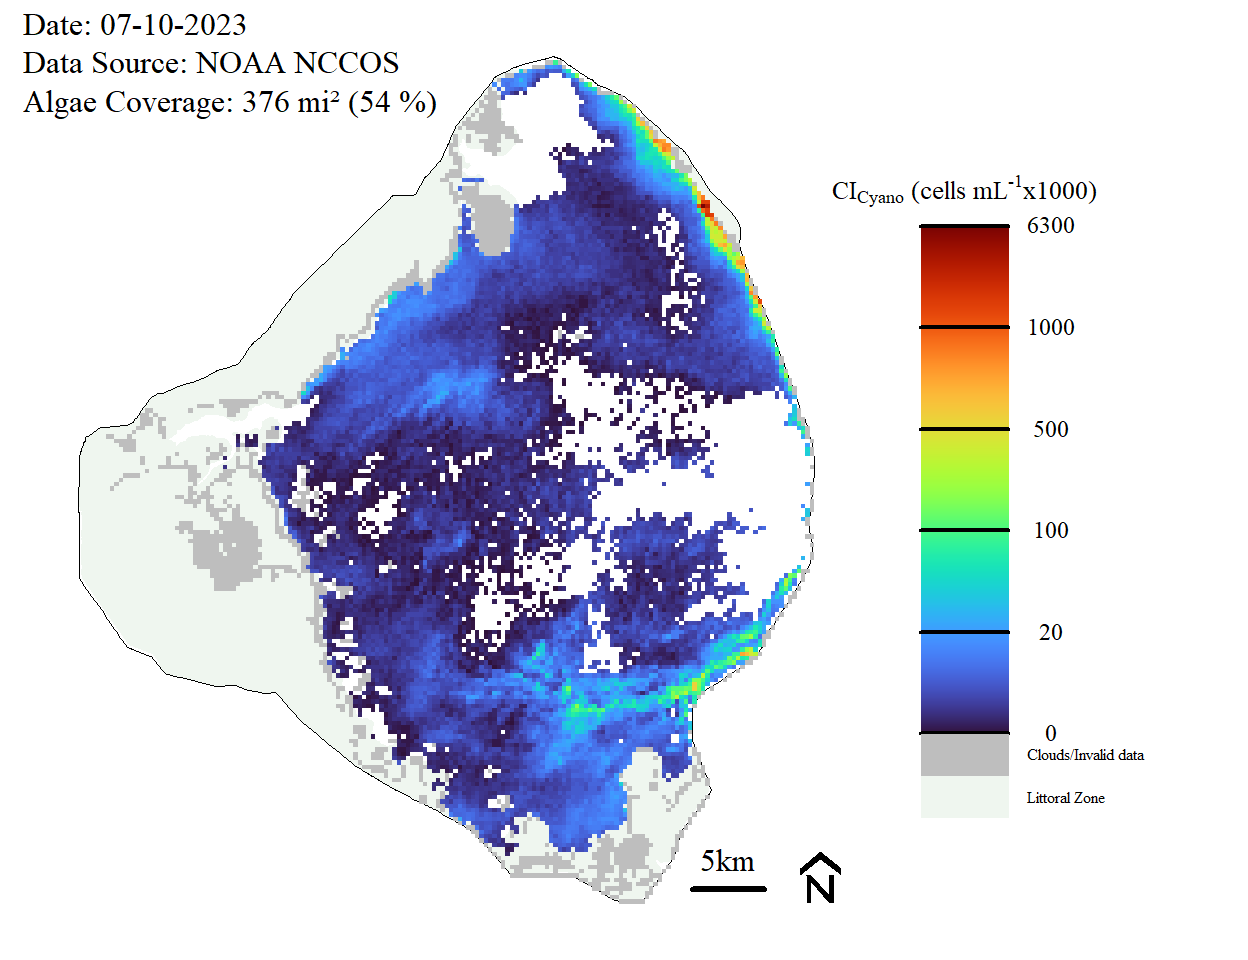 Date: 07-10-2023
Data Source: NOAA NCCOS
Algae Coverage: 376 mi² (54 %)
CICyano (cells mL-1x1000)
6300
1000
500
100
20
0
Clouds/Invalid data
Littoral Zone
5km
N